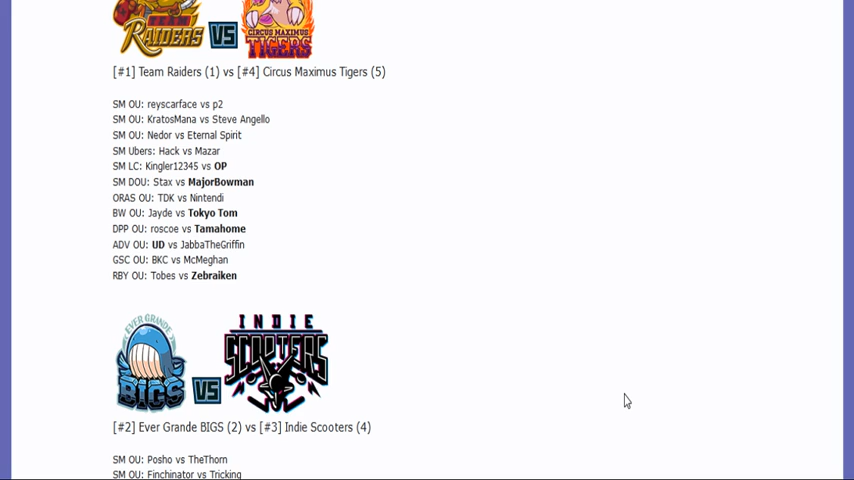 TEAM
RAIDERS
VS
CIRCUS MAXIMUS
TIGERS
[#1] Team Raiders (1) vs [#4] Circus Maximus Tigers (5)
SM OU: reyscarface vs p2
SM OU: KratosMana vs Steve Angello
SM OU: Nedor vs Eternal Spirit
SM Ubers: Hack vs Mazar
SM LC: Kingler12345 vs OP
SM DOU: Stax vs MajorBowman
ORAS OU: TDK vs Nintendi
BW OU: Jayde vs Tokyo Tom
DPP OU: roscoe vs Tamahome
ADV OU: UD vs JabbaTheGriffin
GSC OU: BKC vs McMeghan
RBY OU: Tobes vs Zebraiken
EVER GRANDE
BIGS
VS
INDIE
SCOOTERS
[#2] Ever Grande BIGS (2) vs [#3] Indie Scooters (4)
SM OU: Posho vs TheThorn
SM OU: Finchinator vs Tricking